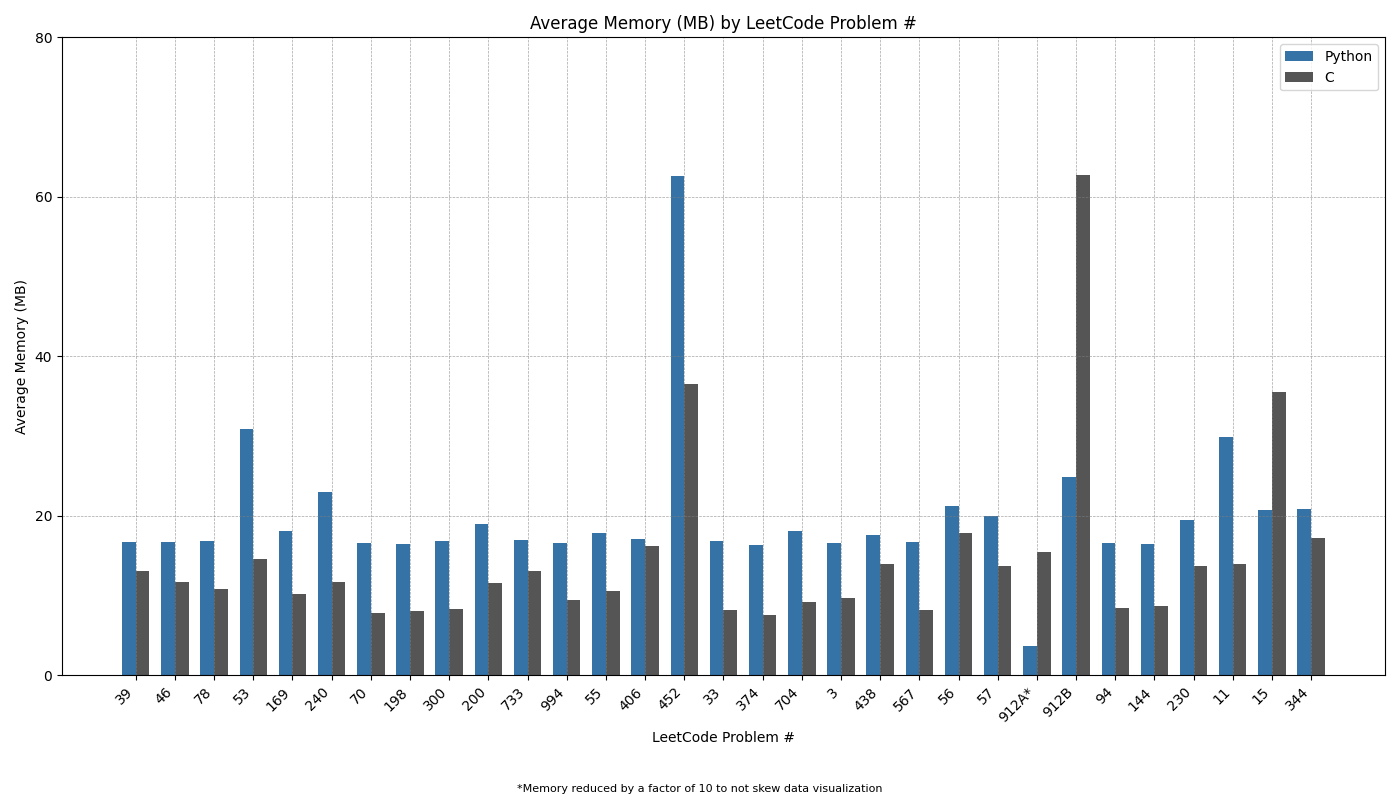 Average Memory (MB) by LeetCode Problem #
Python
C
80
60
40
20
0
Average Memory (MB)
39 46 78 53 169 240 70 198 300 200 733 994 55 406 452 33 374 704 3 438 567 56 57 912A* 912B 94 144 230 11 15 344
LeetCode Problem #
*Memory reduced by a factor of 10 to not skew data visualization